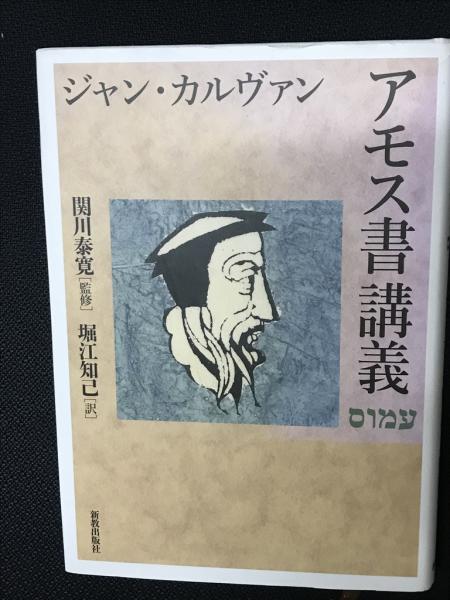 ジャン・カルヴァン
アモス書 講義
עמוס
関川泰寛[監修]
堀江知己[訳]
新教出版社